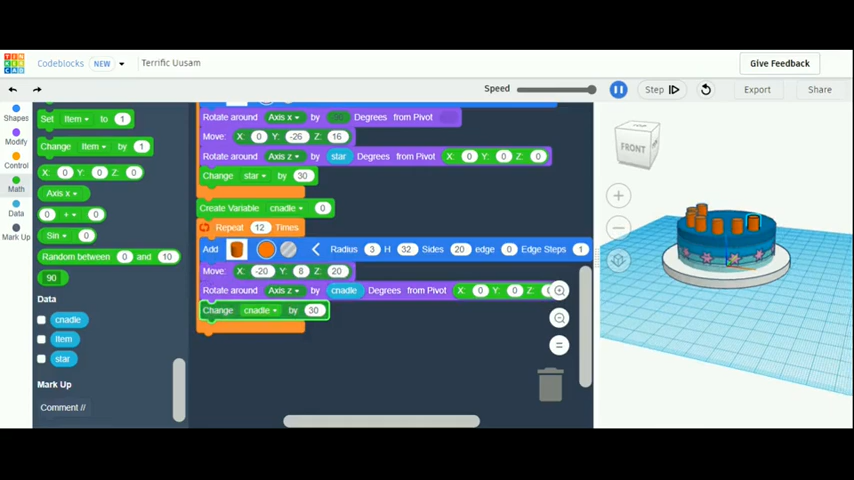 TIN
KER
CAD
Codeblocks NEW Terrific Uusam Give Feedback
Speed Step Export Share
Shapes
Modify
Control
Math
Data
Mark Up
Set Item to 1
Change Item by 1
X: 0 Y: 0 Z: 0
Axis x
0 + 0
Sin 0
Random between 0 and 10
90
Data
cnadle
Item
star
Mark Up
Comment //
Rotate around Axis x by 90 Degrees from Pivot
Move: X: 0 Y: -26 Z: 16
Rotate around Axis z by star Degrees from Pivot X: 0 Y: 0 Z: 0
Change star by 30
Create Variable cnadle 0
Repeat 12 Times
Add Radius 3 H 32 Sides 20 edge 0 Edge Steps 1
Move: X: -20 Y: 8 Z: 20
Rotate around Axis z by cnadle Degrees from Pivot X: 0 Y: 0 Z: 0
Change cnadle by 30
FRONT